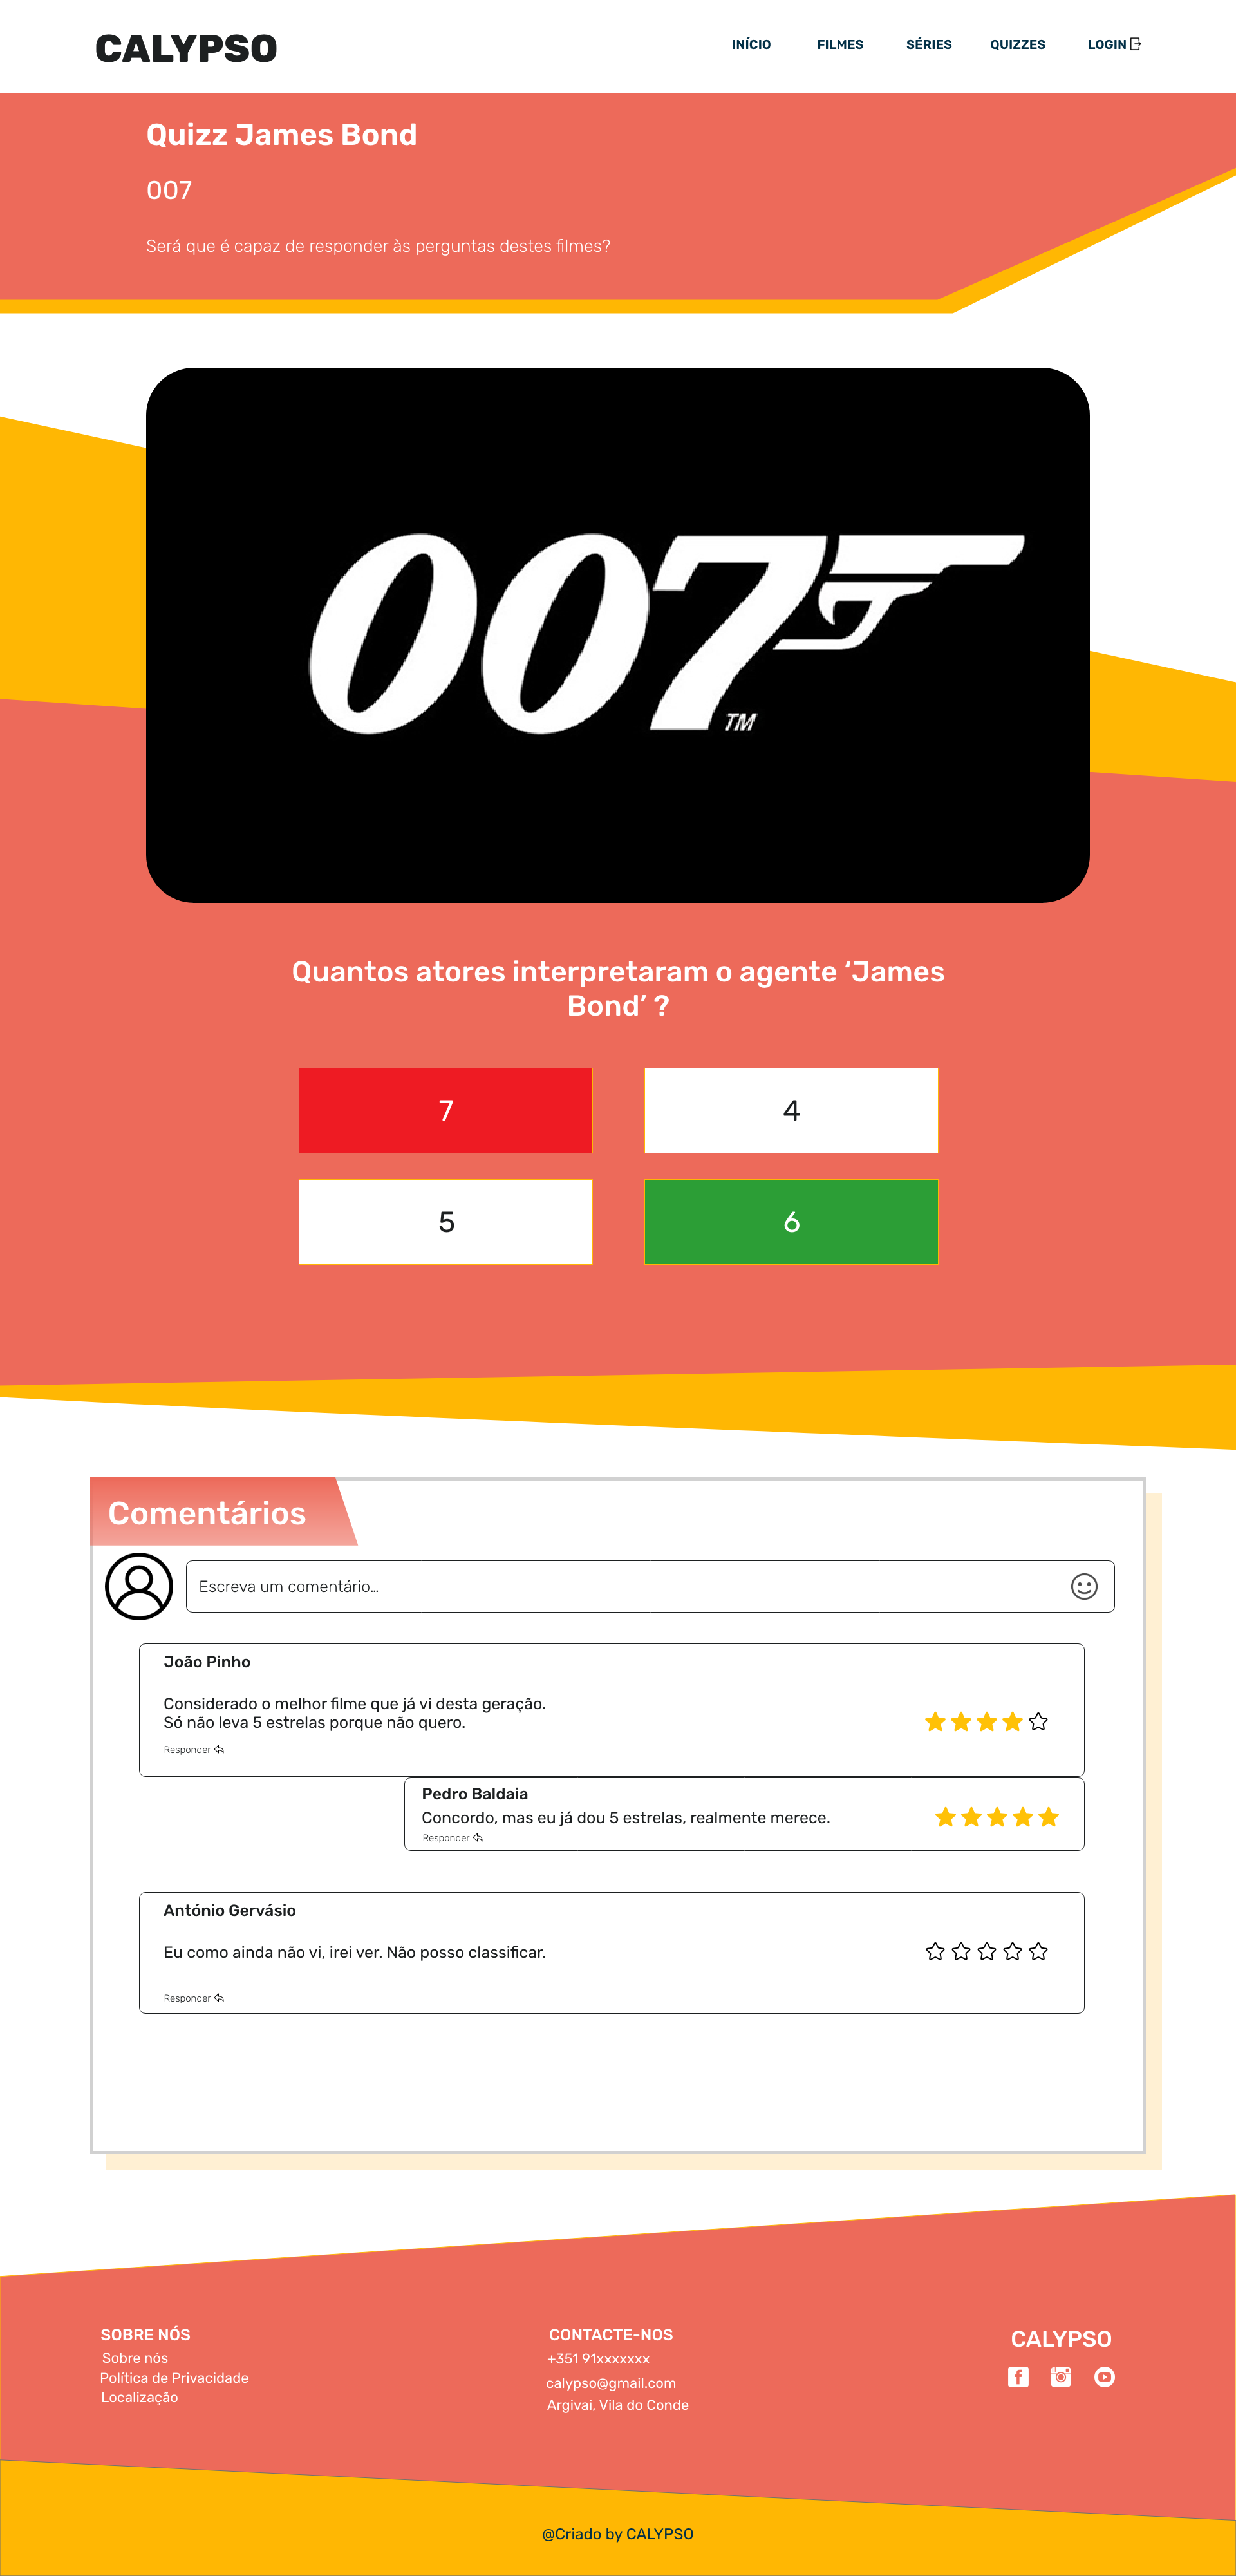 CALYPSO
INÍCIO
FILMES
SÉRIES
QUIZZES
LOGIN
Quizz James Bond
007
Será que é capaz de responder às perguntas destes filmes?
007
TM
Quantos atores interpretaram o agente ‘James
Bond’ ?
7
4
5
6
Comentários
Escreva um comentário...
João Pinho
Considerado o melhor filme que já vi desta geração.
Só não leva 5 estrelas porque não quero.
Responder
Pedro Baldaia
Concordo, mas eu já dou 5 estrelas, realmente merece.
Responder
António Gervásio
Eu como ainda não vi, irei ver. Não posso classificar.
Responder
SOBRE NÓS
Sobre nós
Política de Privacidade
Localização
CONTACTE-NOS
+351 91xxxxxxx
calypso@gmail.com
Argivai, Vila do Conde
CALYPSO
@Criado by CALYPSO